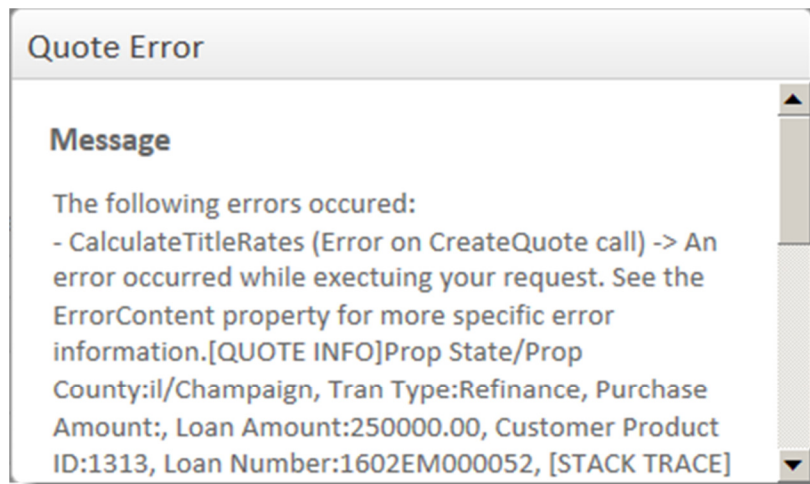 Quote Error
Message
The following errors occured:
- CalculateTitleRates (Error on CreateQuote call) -> An
error occurred while exectuing your request. See the
ErrorContent property for more specific error
information.[QUOTE INFO]Prop State/Prop
County:il/Champaign, Tran Type:Refinance, Purchase
Amount:, Loan Amount:250000.00, Customer Product
ID:1313, Loan Number:1602EM000052, [STACK TRACE]